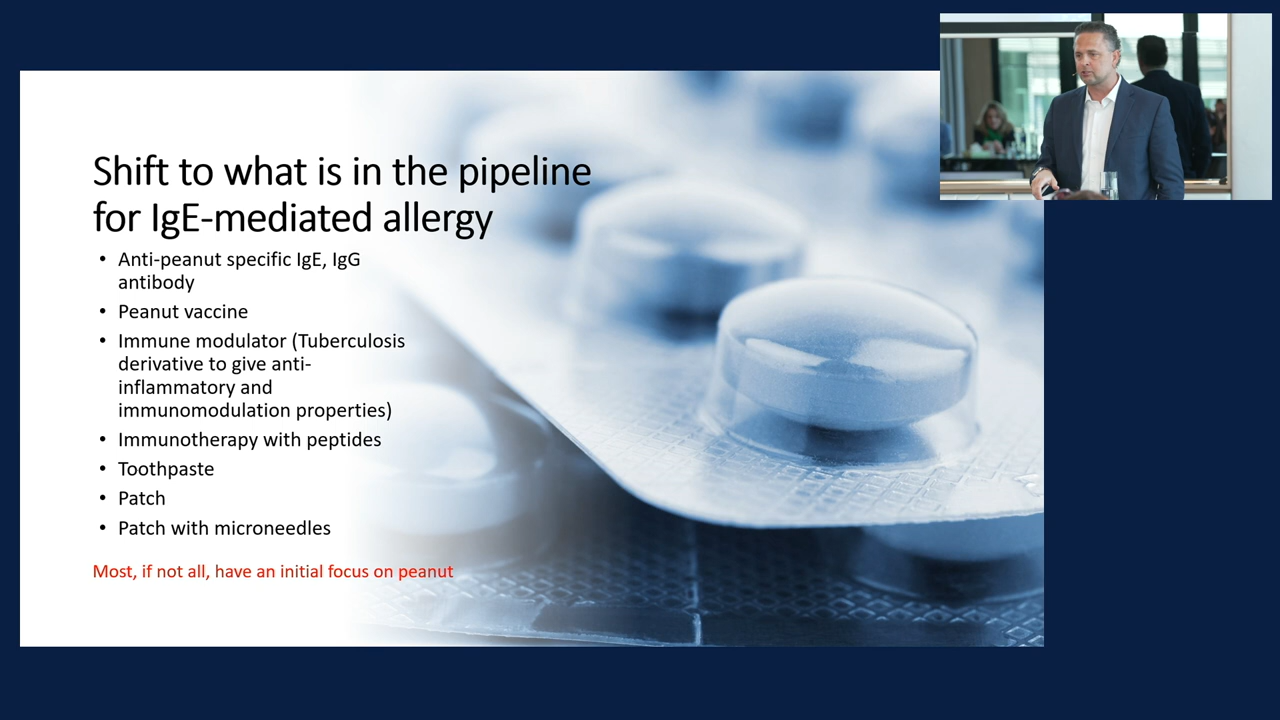 Shift to what is in the pipeline
for IgE-mediated allergy
• Anti-peanut specific IgE, IgG
antibody
• Peanut vaccine
• Immune modulator (Tuberculosis
derivative to give anti-
inflammatory and
immunomodulation properties)
• Immunotherapy with peptides
• Toothpaste
• Patch
• Patch with microneedles
Most, if not all, have an initial focus on peanut